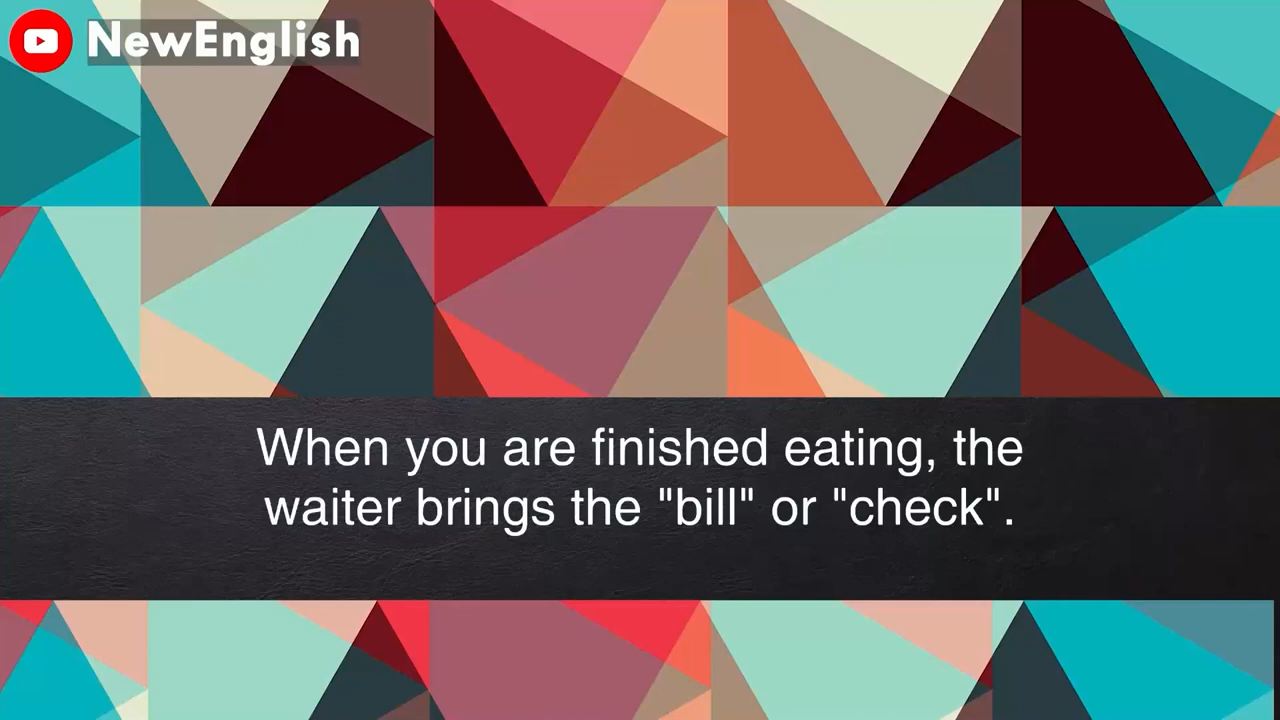 NewEnglish
When you are finished eating, the
waiter brings the "bill" or "check".